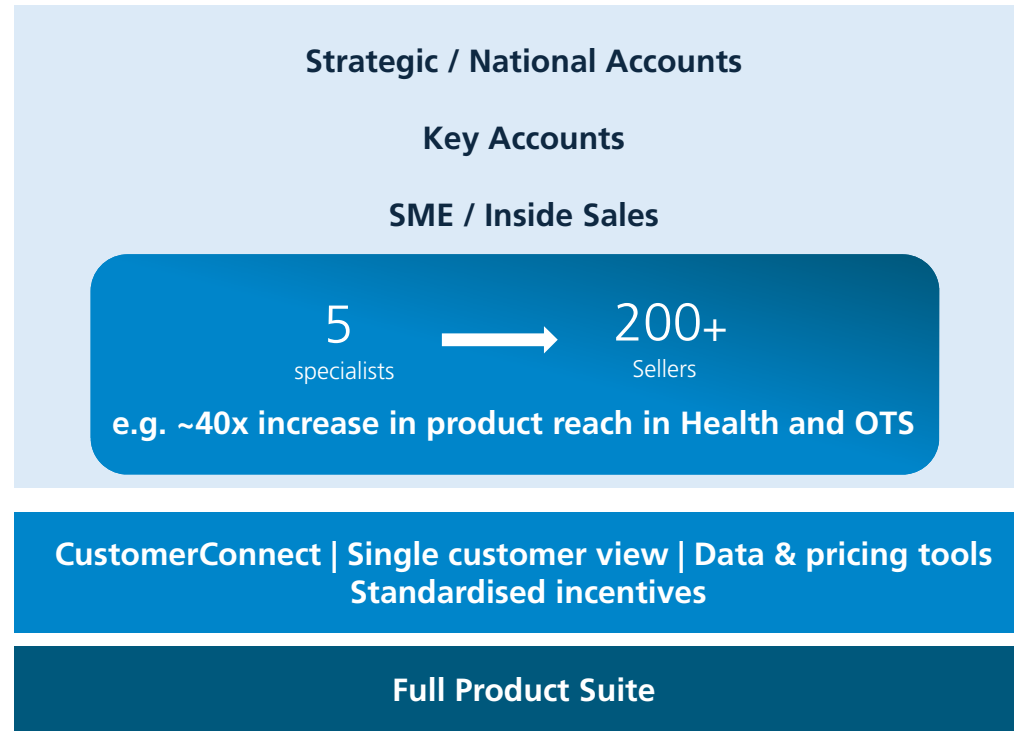 Strategic / National Accounts
Key Accounts
SME / Inside Sales
5
specialists
200+
Sellers
e.g. ~40x increase in product reach in Health and OTS
CustomerConnect | Single customer view | Data & pricing tools
Standardised incentives
Full Product Suite